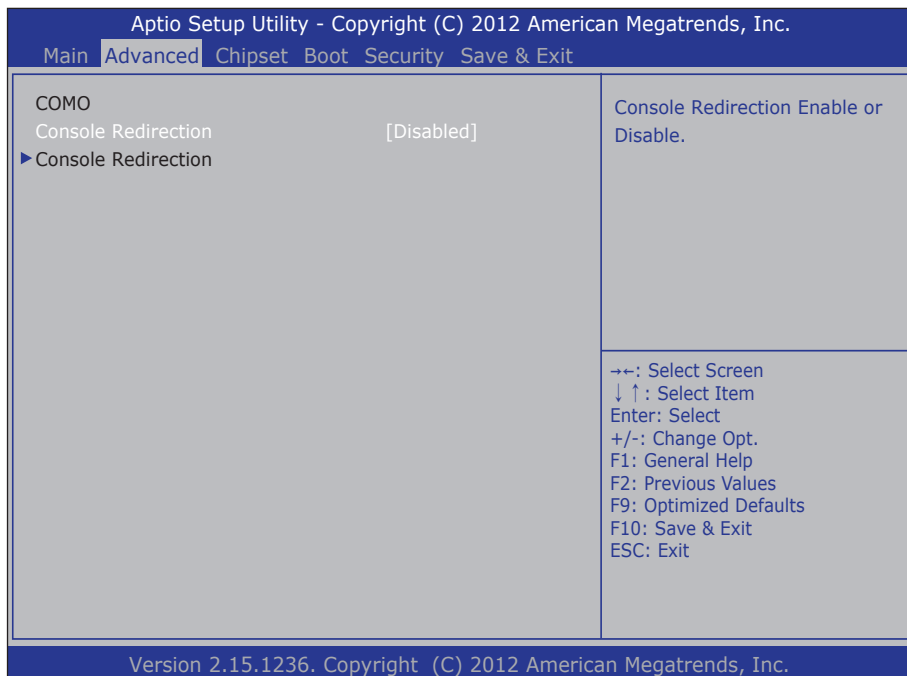 Aptio Setup Utility - Copyright (C) 2012 American Megatrends, Inc.
Main Advanced Chipset Boot Security Save & Exit
COMO
Console Redirection [Disabled]
▶Console Redirection
Console Redirection Enable or
Disable.
→←: Select Screen
↓↑: Select Item
Enter: Select
+/-: Change Opt.
F1: General Help
F2: Previous Values
F9: Optimized Defaults
F10: Save & Exit
ESC: Exit
Version 2.15.1236. Copyright (C) 2012 American Megatrends, Inc.